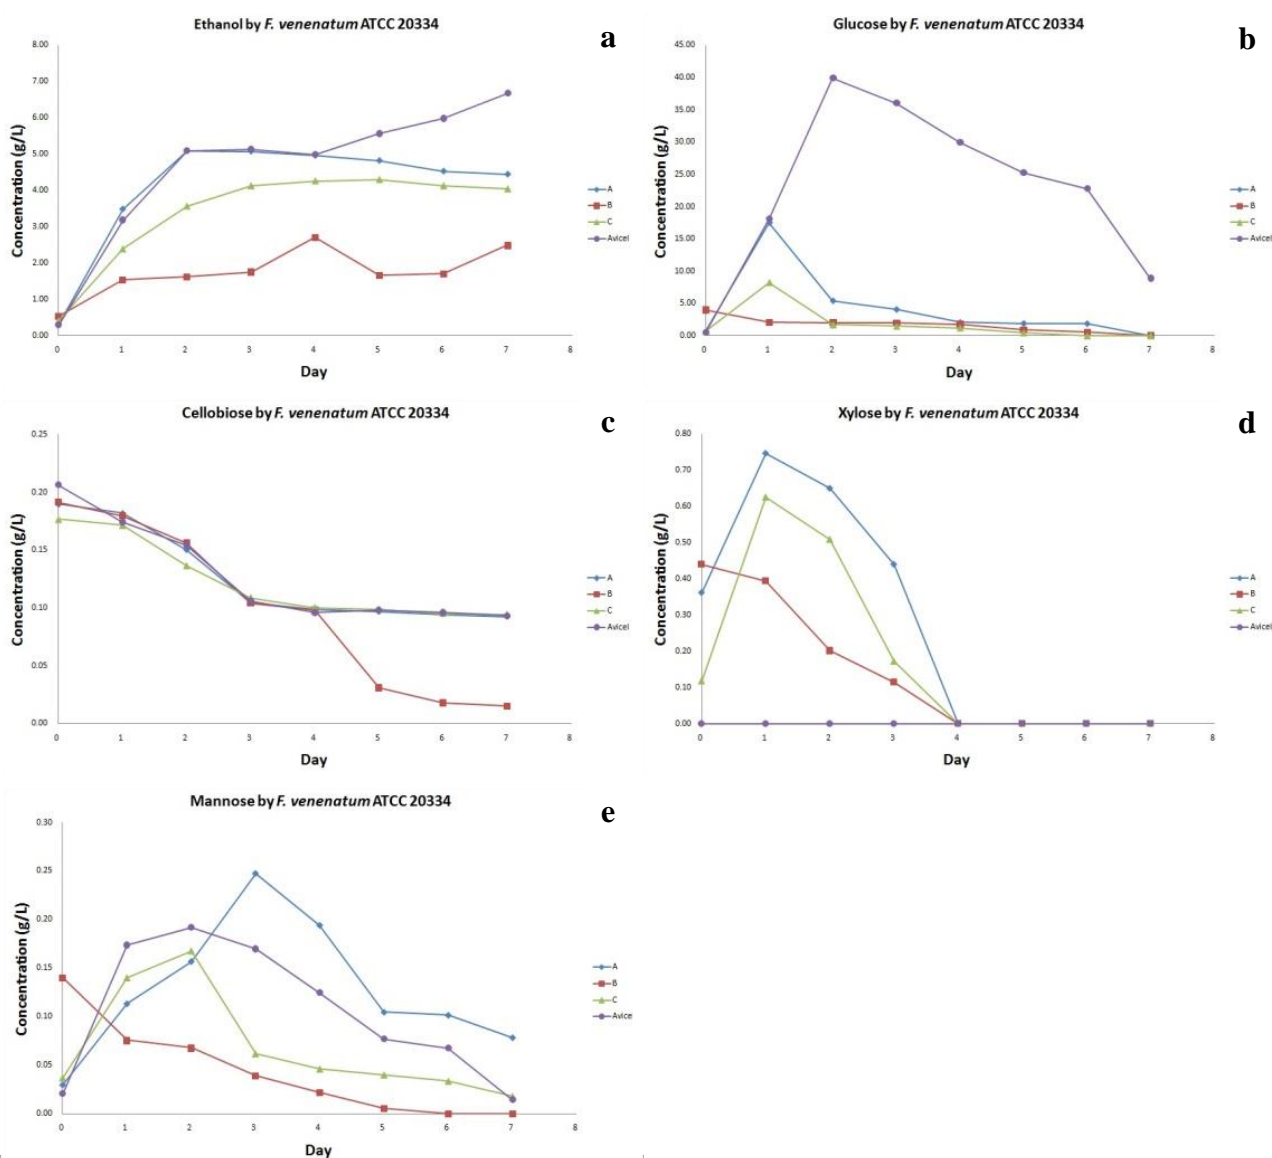 Ethanol by F. venenatum ATCC 20334
a
8.00
7.00
6.00
5.00
4.00
3.00
2.00
1.00
0.00
Concentration (g/L)
0 1 2 3 4 5 6 7 8
Day
A
B
C
Avicel
Glucose by F. venenatum ATCC 20334
b
45.00
40.00
35.00
30.00
25.00
20.00
15.00
10.00
5.00
0.00
Concentration (g/L)
0 1 2 3 4 5 6 7 8
Day
A
B
C
Avicel
Cellobiose by F. venenatum ATCC 20334
c
0.25
0.20
0.15
0.10
0.05
0.00
Concentration (g/L)
0 1 2 3 4 5 6 7 8
Day
A
B
C
Avicel
Xylose by F. venenatum ATCC 20334
d
0.80
0.70
0.60
0.50
0.40
0.30
0.20
0.10
0.00
Concentration (g/L)
0 1 2 3 4 5 6 7 8
Day
A
B
C
Avicel
Mannose by F. venenatum ATCC 20334
e
0.30
0.25
0.20
0.15
0.10
0.05
0.00
Concentration (g/L)
0 1 2 3 4 5 6 7 8
Day
A
B
C
Avicel